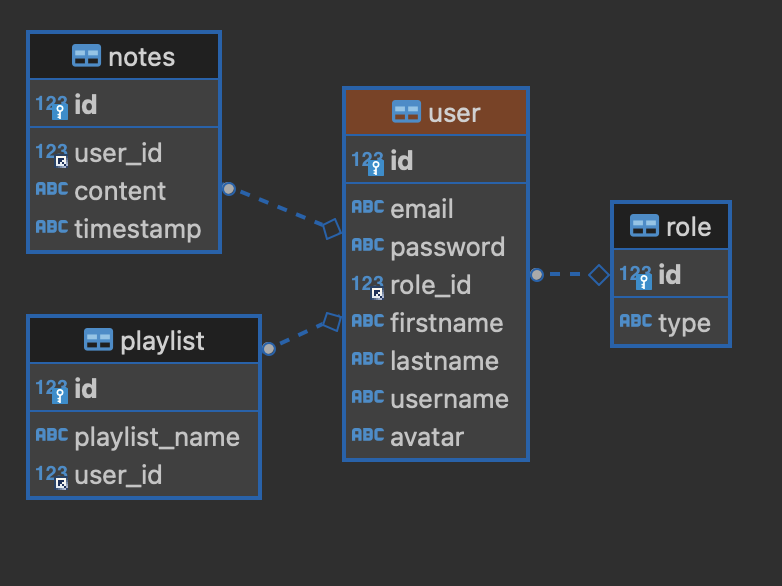 notes
123 id
123 user_id
ABC content
ABC timestamp
playlist
123 id
ABC playlist_name
123 user_id
user
123 id
ABC email
ABC password
123 role_id
ABC firstname
ABC lastname
ABC username
ABC avatar
role
123 id
ABC type